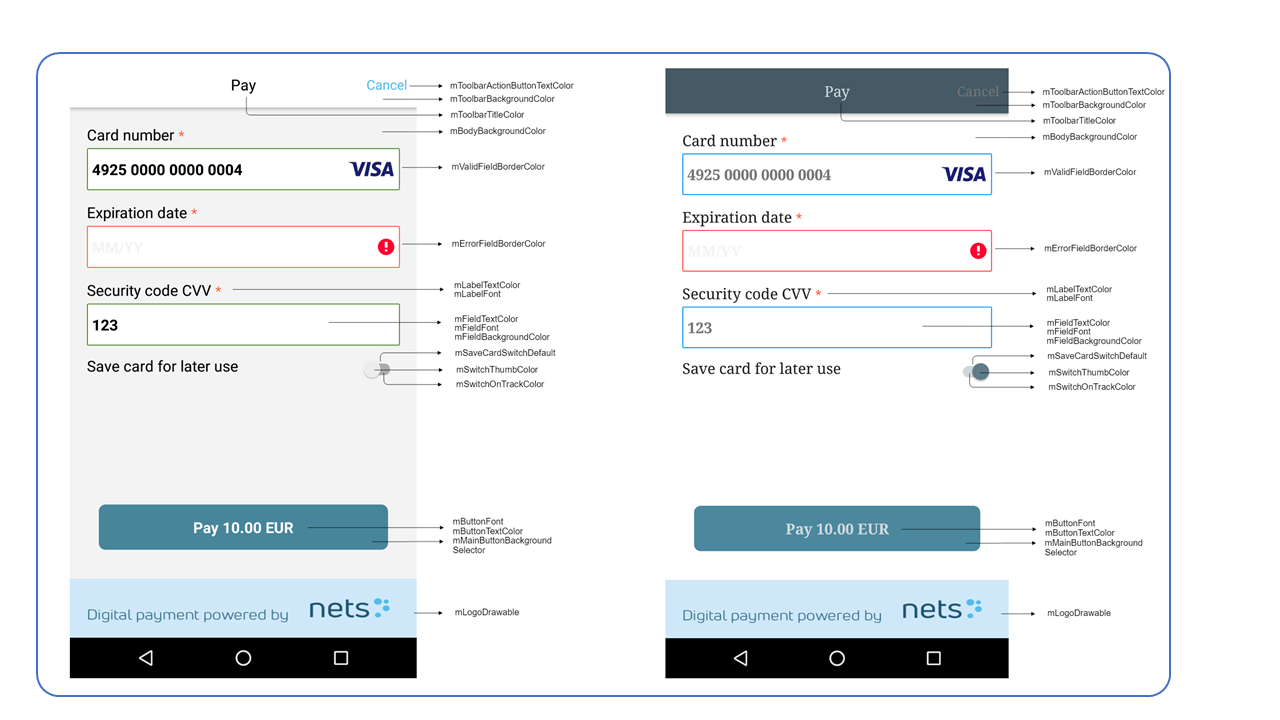 Pay
Cancel
mToolbarActionButtonTextColor
mToolbarBackgroundColor
mToolbarTitleColor
mBodyBackgroundColor
Card number *
4925 0000 0000 0004
VISA
mValidFieldBorderColor
Expiration date *
MM/YY
mErrorFieldBorderColor
Security code CVV *
mLabelTextColor
mLabelFont
123
mFieldTextColor
mFieldFont
mFieldBackgroundColor
Save card for later use
mSaveCardSwitchDefault
mSwitchThumbColor
mSwitchOnTrackColor
Pay 10.00 EUR
mButtonFont
mButtonTextColor
mMainButtonBackground
Selector
Digital payment powered by
nets
mLogoDrawable
Pay
Cancel
mToolbarActionButtonTextColor
mToolbarBackgroundColor
mToolbarTitleColor
mBodyBackgroundColor
Card number *
4925 0000 0000 0004
VISA
mValidFieldBorderColor
Expiration date *
MM/YY
mErrorFieldBorderColor
Security code CVV *
mLabelTextColor
mLabelFont
123
mFieldTextColor
mFieldFont
mFieldBackgroundColor
Save card for later use
mSaveCardSwitchDefault
mSwitchThumbColor
mSwitchOnTrackColor
Pay 10.00 EUR
mButtonFont
mButtonTextColor
mMainButtonBackground
Selector
Digital payment powered by
nets
mLogoDrawable